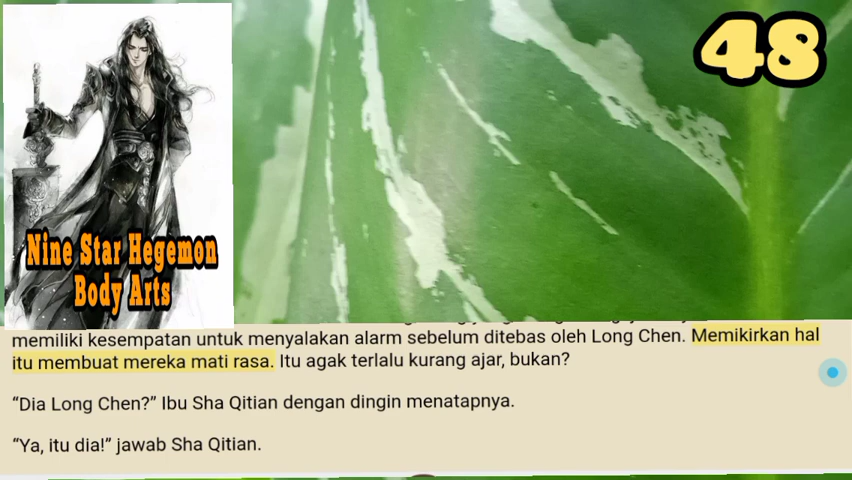 48
Nine Star Hegemon
Body Arts
memiliki kesempatan untuk menyalakan alarm sebelum ditebas oleh Long Chen. Memikirkan hal
itu membuat mereka mati rasa. Itu agak terlalu kurang ajar, bukan?
“Dia Long Chen?” Ibu Sha Qitian dengan dingin menatapnya.
“Ya, itu dia!” jawab Sha Qitian.